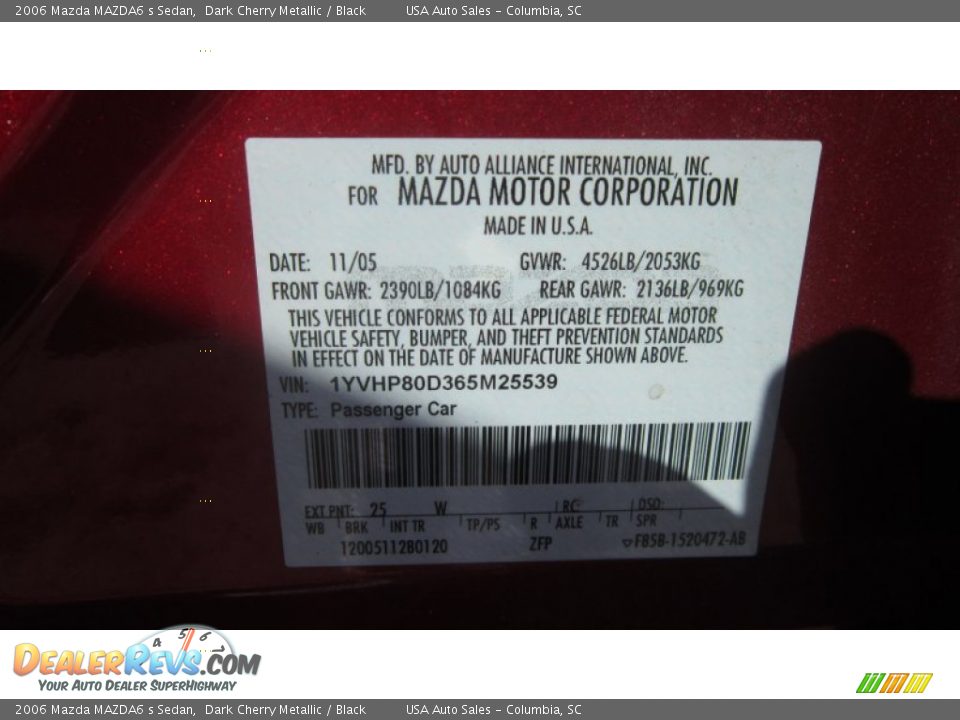 2006 Mazda MAZDA6 s Sedan, Dark Cherry Metallic / Black USA Auto Sales - Columbia, SC
MFD. BY AUTO ALLIANCE INTERNATIONAL, INC.
FOR MAZDA MOTOR CORPORATION
MADE IN U.S.A.
DATE: 11/05 GVWR: 4526LB/2053KG
FRONT GAWR: 2390LB/1084KG REAR GAWR: 2136LB/969KG
THIS VEHICLE CONFORMS TO ALL APPLICABLE FEDERAL MOTOR
VEHICLE SAFETY, BUMPER, AND THEFT PREVENTION STANDARDS
IN EFFECT ON THE DATE OF MANUFACTURE SHOWN ABOVE.
VIN: 1YVHP80D365M25539
TYPE: Passenger Car
EXT PNT: 25 W RC: DSO:
WB BRK INT TR TP/PS R AXLE TR SPR
1200511280120 ZFP F85B-1520472-AB
4 5 6
DEALERREVS.COM
YOUR AUTO DEALER SUPERHIGHWAY
2006 Mazda MAZDA6 s Sedan, Dark Cherry Metallic / Black USA Auto Sales - Columbia, SC